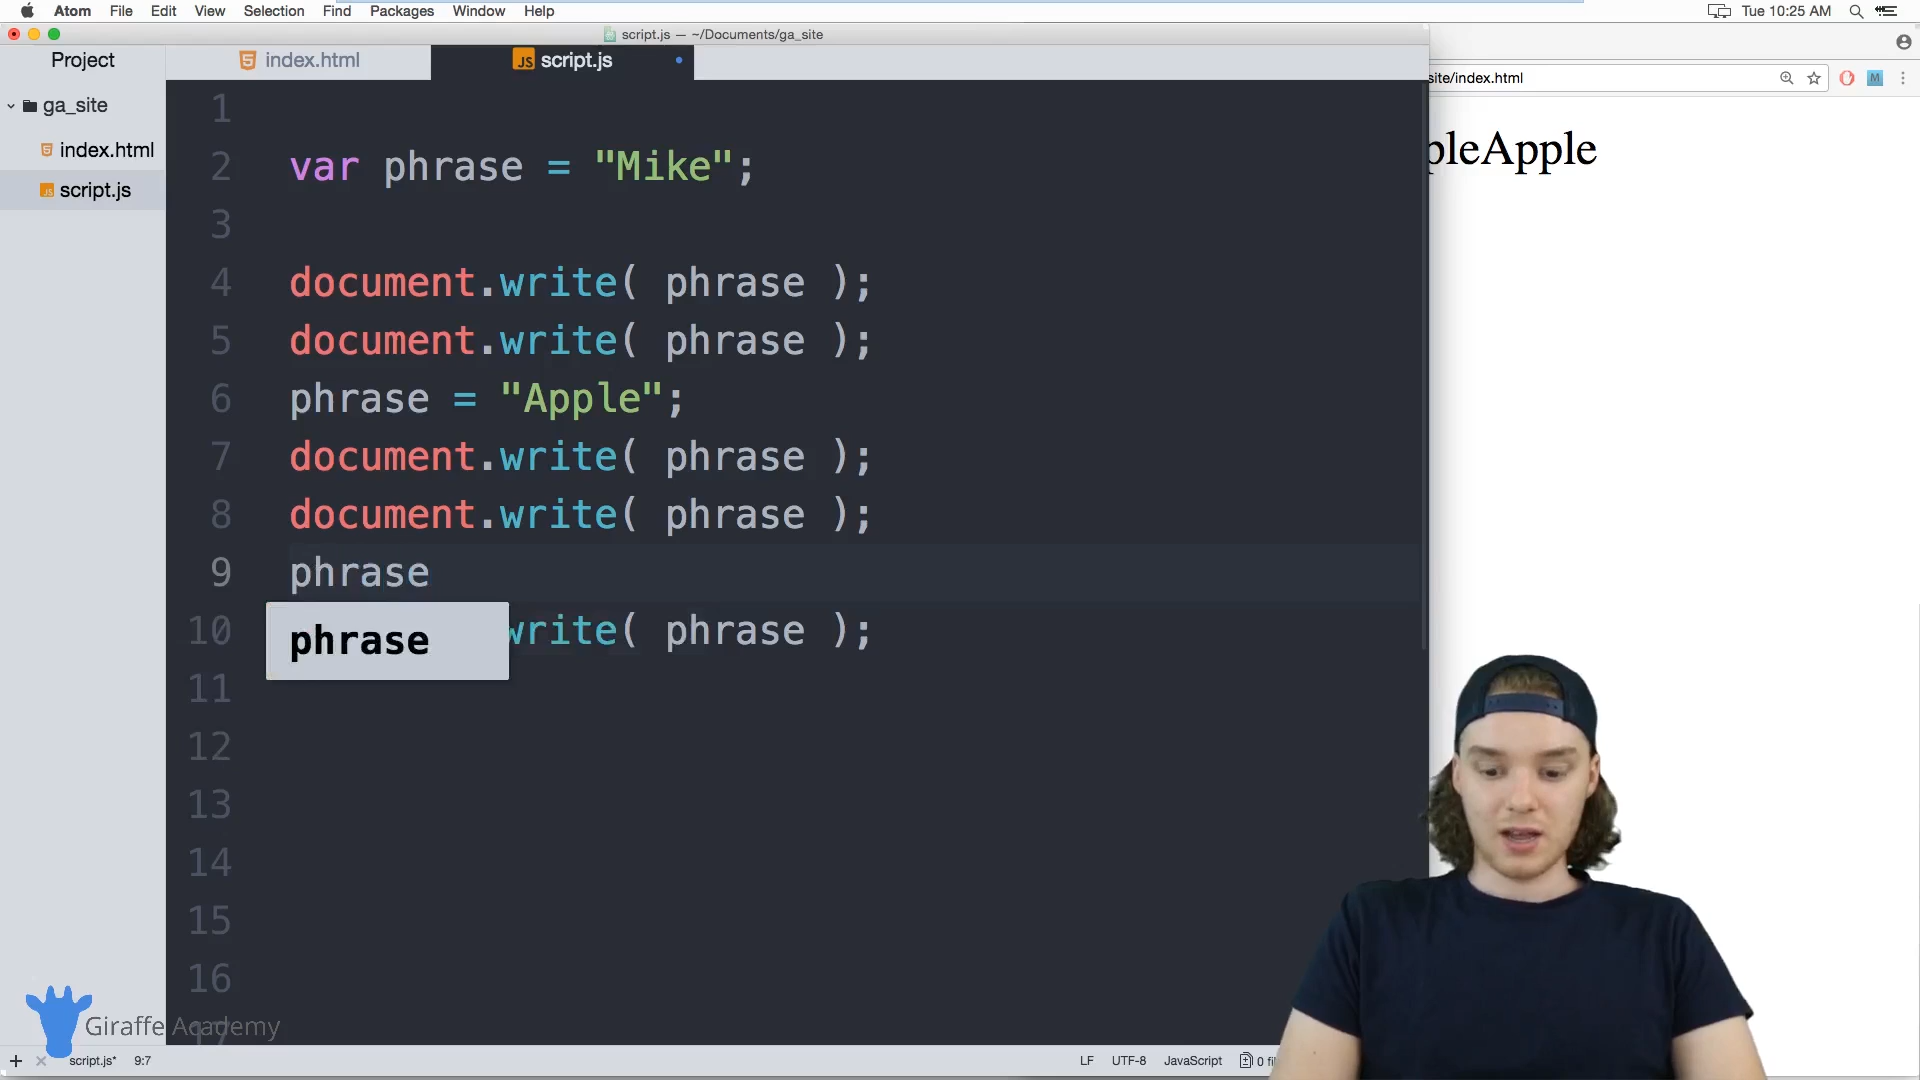 Atom File Edit View Selection Find Packages Window Help Tue 10:25 AM
script.js — ~/Documents/ga_site
Project
index.html
script.js
site/index.html
M
ga_site
index.html
script.js
pleApple
1
2 var phrase = "Mike";
3
4 document.write( phrase );
5 document.write( phrase );
6 phrase = "Apple";
7 document.write( phrase );
8 document.write( phrase );
9 phrase
phrase
10 write( phrase );
11
12
13
14
15
16
17
Giraffe Academy
script.js* 9:7 LF UTF-8 JavaScript 0